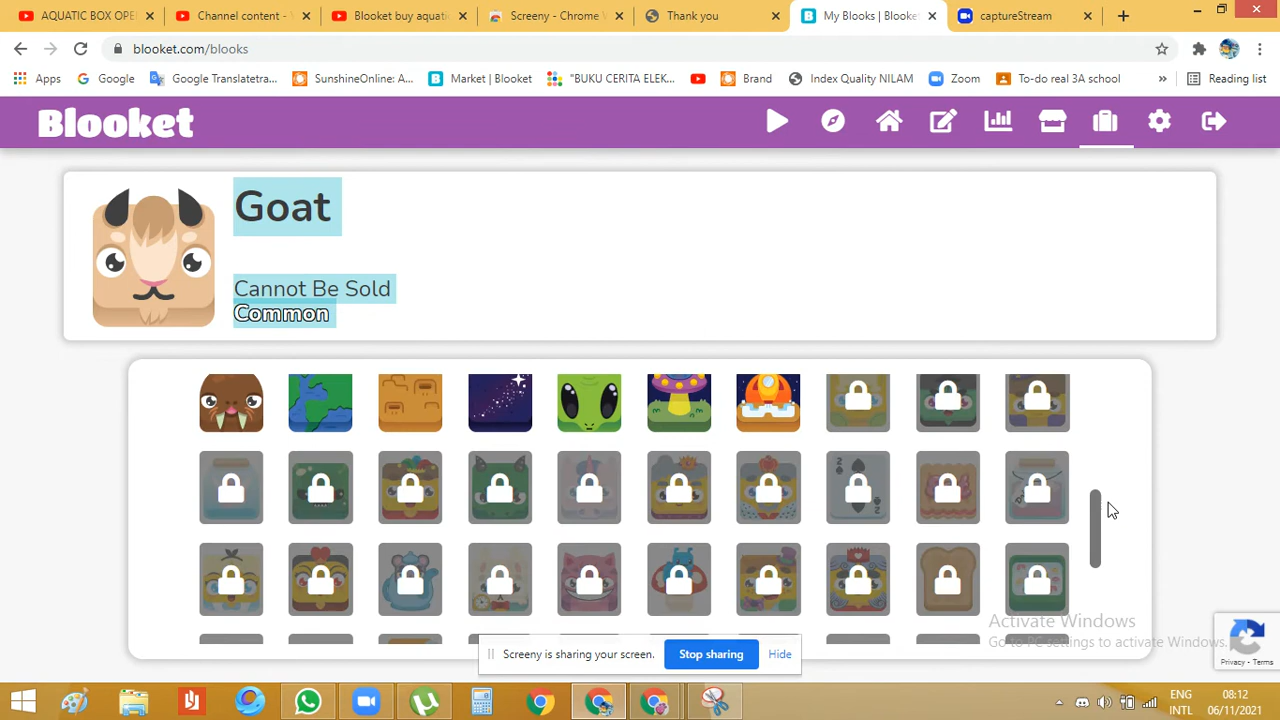 AQUATIC BOX OPE
Channel content -
Blooket buy aquati
Screeny - Chrome
Thank you
My Blooks | Blooke
captureStream
blooket.com/blooks
Apps
Google
Google Translatetra...
SunshineOnline: A...
Market | Blooket
"BUKU CERITA ELEK...
Brand
Index Quality NILAM
Zoom
To-do real 3A school
»
Reading list
Blooket
Goat
Cannot Be Sold
Common
2
Activate Windows
Go to PC settings to activate Windows.
Screeny is sharing your screen.
Stop sharing
Hide
Privacy - Terms
ENG
INTL
08:12
06/11/2021